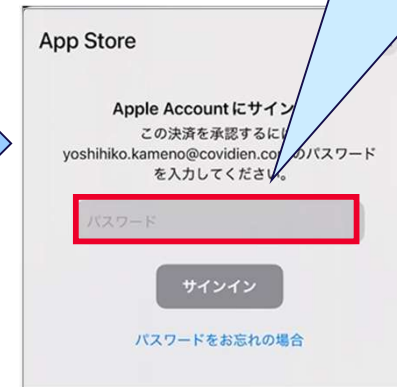 App Store
Apple Accountにサイン
この決済を承認するには
yoshihiko.kameno@covidien.co のパスワード
を入力してください。
パスワード
サインイン
パスワードをお忘れの場合